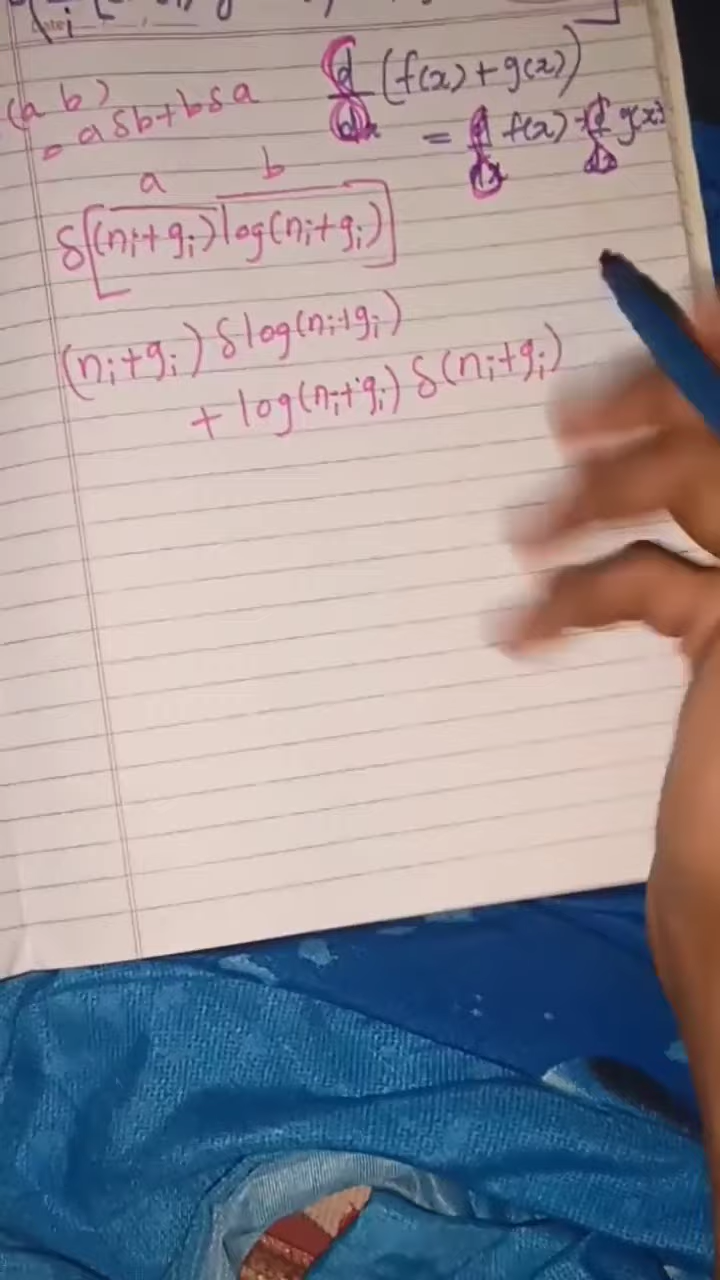 (a b)
= aδb+bδa
d/dx (f(x) + g(x))
= d/dx f(x) + d/dx g(x)
a b
δ[(nᵢ+gᵢ)log(nᵢ+gᵢ)]
(nᵢ+gᵢ) δlog(nᵢ+gᵢ)
+ log(nᵢ+gᵢ) δ(nᵢ+gᵢ)